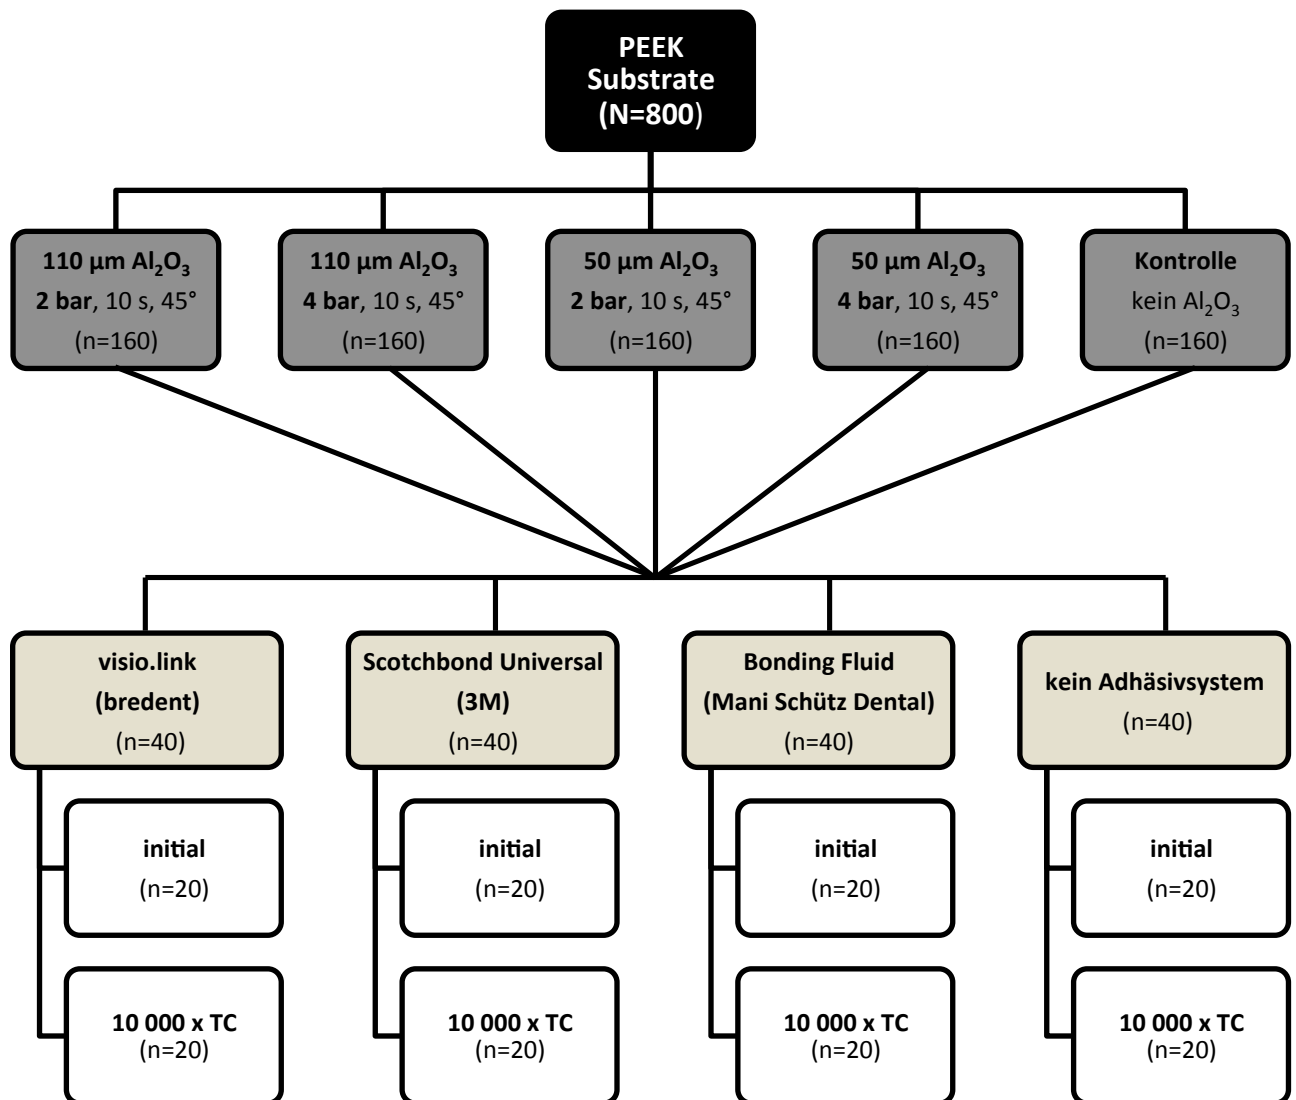 PEEK
Substrate
(N=800)
110 µm Al₂O₃
2 bar, 10 s, 45°
(n=160)
110 µm Al₂O₃
4 bar, 10 s, 45°
(n=160)
50 µm Al₂O₃
2 bar, 10 s, 45°
(n=160)
50 µm Al₂O₃
4 bar, 10 s, 45°
(n=160)
Kontrolle
kein Al₂O₃
(n=160)
visio.link
(bredent)
(n=40)
Scotchbond Universal
(3M)
(n=40)
Bonding Fluid
(Mani Schütz Dental)
(n=40)
kein Adhäsivsystem
(n=40)
initial
(n=20)
initial
(n=20)
initial
(n=20)
initial
(n=20)
10 000 x TC
(n=20)
10 000 x TC
(n=20)
10 000 x TC
(n=20)
10 000 x TC
(n=20)